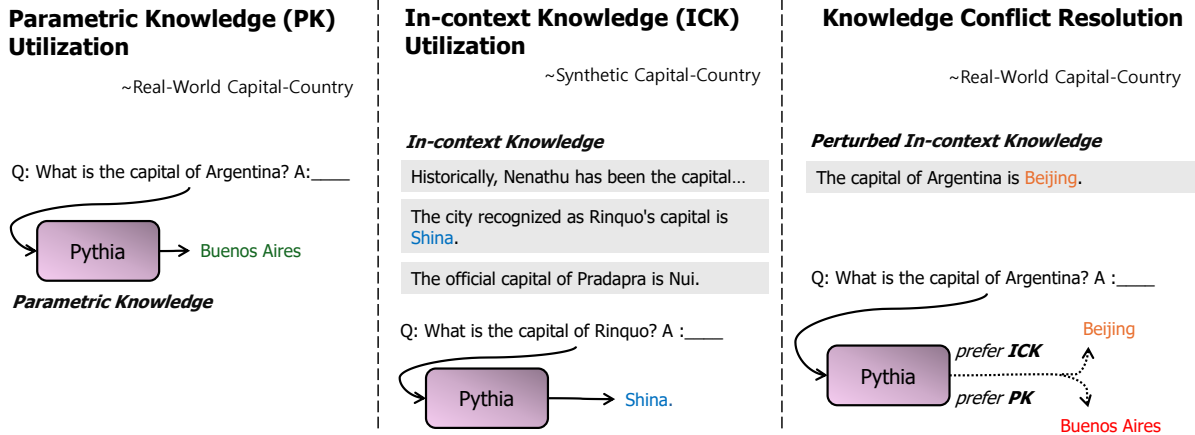 Parametric Knowledge (PK)
Utilization
~Real-World Capital-Country
Q: What is the capital of Argentina? A:____
Pythia
Buenos Aires
Parametric Knowledge
In-context Knowledge (ICK)
Utilization
~Synthetic Capital-Country
In-context Knowledge
Historically, Nenathu has been the capital…
The city recognized as Rinquo's capital is
Shina.
The official capital of Pradapra is Nui.
Q: What is the capital of Rinquo? A :____
Pythia
Shina.
Knowledge Conflict Resolution
~Real-World Capital-Country
Perturbed In-context Knowledge
The capital of Argentina is Beijing.
Q: What is the capital of Argentina? A :____
Beijing
prefer ICK
Pythia
prefer PK
Buenos Aires